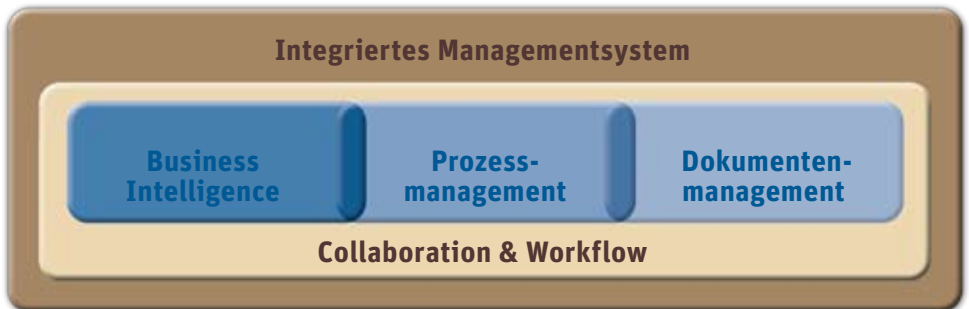 Integriertes Managementsystem
Business
Intelligence
Prozess-
management
Dokumenten-
management
Collaboration & Workflow